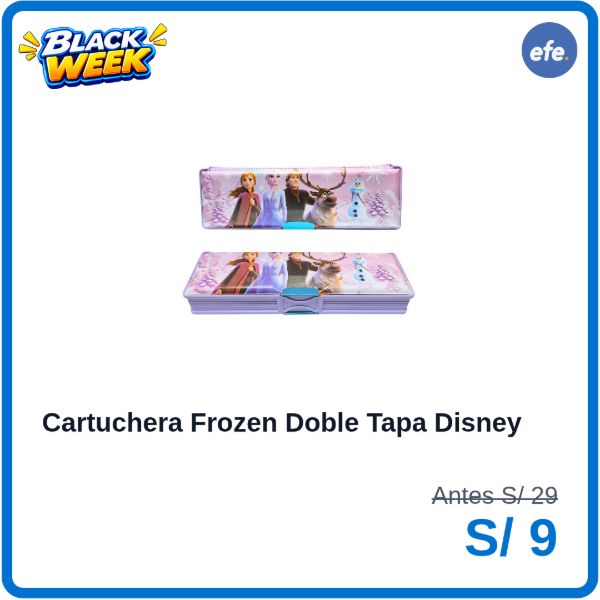 BLACK
WEEK
efe.
Cartuchera Frozen Doble Tapa Disney
Antes S/ 29
S/ 9